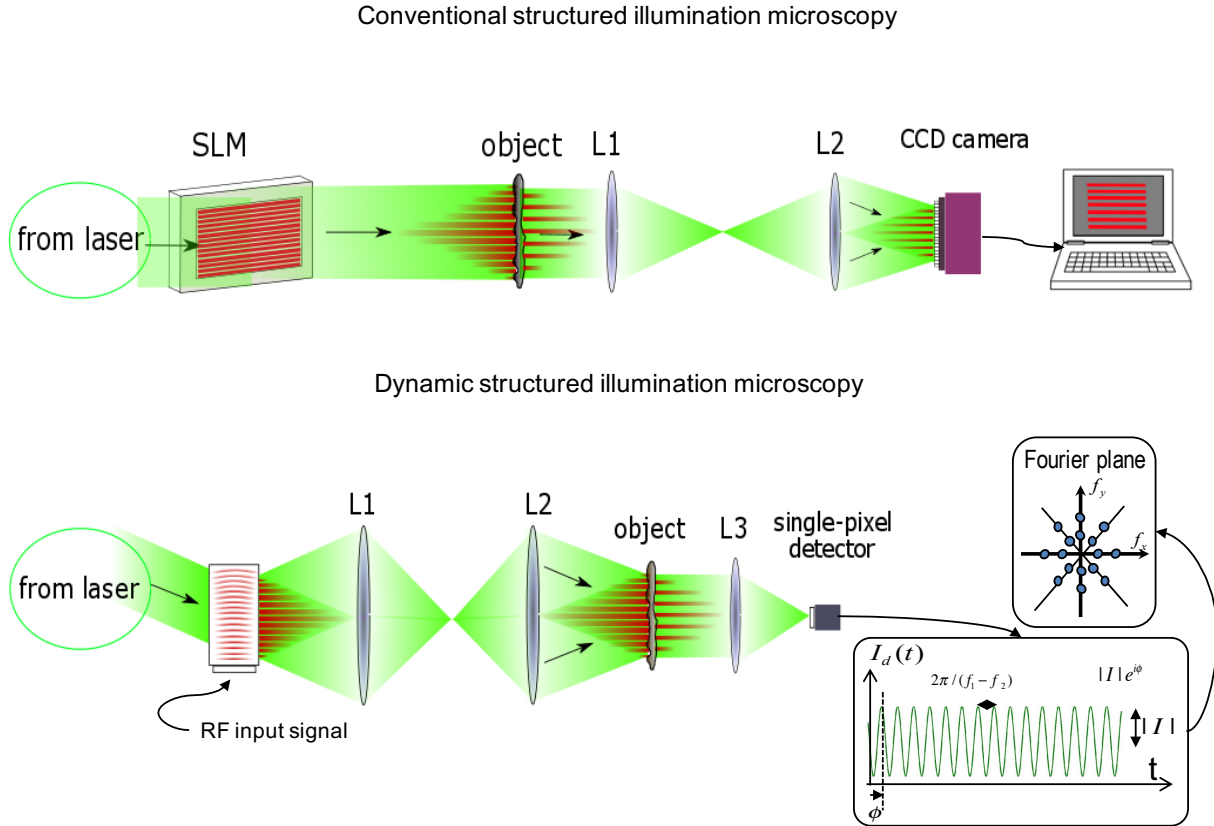 Conventional structured illumination microscopy
SLM
object
L1
L2
CCD camera
from laser
Dynamic structured illumination microscopy
Fourier plane
f_y
f_x
L1
L2
object
L3
single-pixel
detector
from laser
RF input signal
I_d(t)
2π/(f_1−f_2)
|I|e^{iϕ}
|I|
t
ϕ